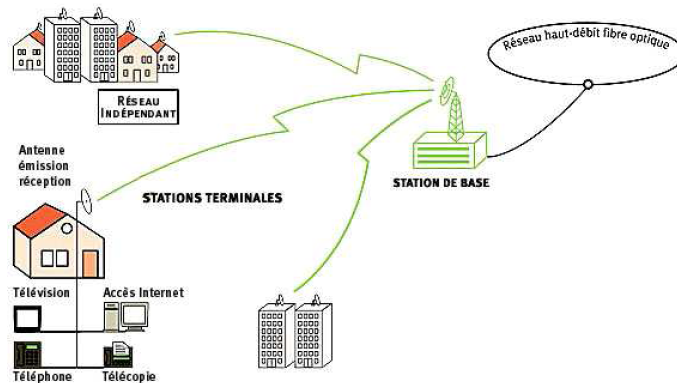 Réseau haut-débit fibre optique
RÉSEAU
INDÉPENDANT
Antenne
émission
réception
STATIONS TERMINALES
STATION DE BASE
Télévision
Accès Internet
Téléphone
Télécopie